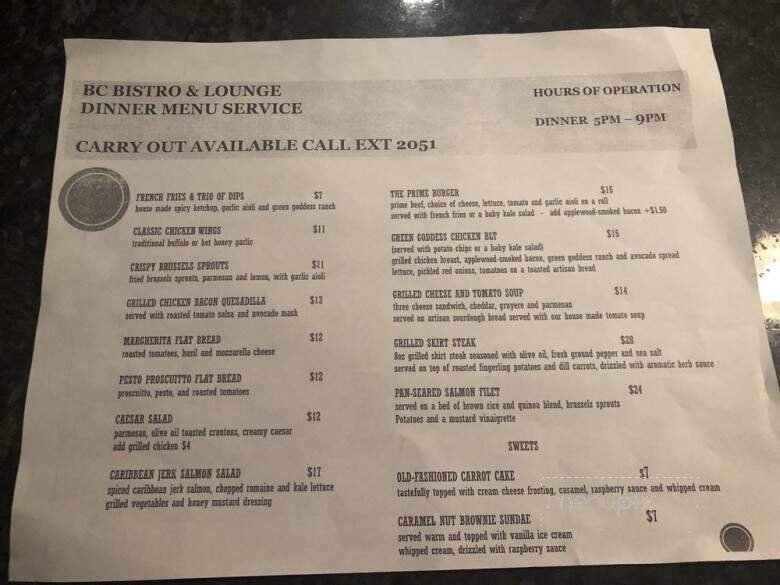 BC BISTRO & LOUNGE
DINNER MENU SERVICE
CARRY OUT AVAILABLE CALL EXT 2051
HOURS OF OPERATION
DINNER 5PM – 9PM
FRENCH FRIES & TRIO OF DIPS $7
house made spicy ketchup, garlic aioli and green goddess ranch
CLASSIC CHICKEN WINGS $11
traditional buffalo or hot honey garlic
CRISPY BRUSSELS SPROUTS $11
fried brussels sprouts, parmesan and lemon, with garlic aioli
GRILLED CHICKEN BACON QUESADILLA $13
served with roasted tomato salsa and avocado mash
MARGHERITA FLAT BREAD $12
roasted tomatoes, basil and mozzarella cheese
PESTO PROSCUITTO FLAT BREAD $12
proscuitto, pesto, and roasted tomatoes
CAESAR SALAD $12
parmesan, olive oil toasted croutons, creamy caesar
add grilled chicken $4
CARIBBEAN JERK SALMON SALAD $17
spiced caribbean jerk salmon, chopped romaine and kale lettuce
grilled vegetables and honey mustard dressing
THE PRIME BURGER $15
prime beef, choice of cheese, lettuce, tomato and garlic aioli on a roll
served with french fries or a baby kale salad - add applewood-smoked bacon +$1.50
GREEN GODDESS CHICKEN BLT $15
(served with potato chips or a baby kale salad)
grilled chicken breast, applewood-smoked bacon, green goddess ranch and avocado spread
lettuce, pickled red onions, tomatoes on a toasted artisan bread
GRILLED CHEESE AND TOMATO SOUP $14
three cheese sandwich, cheddar, gruyere and parmesan
served on artisan sourdough bread served with our house made tomato soup
GRILLED SKIRT STEAK $28
8oz grilled skirt steak seasoned with olive oil, fresh ground pepper and sea salt
served on top of roasted fingerling potatoes and dill carrots, drizzled with aromatic herb sauce
PAN-SEARED SALMON FILET $24
served on a bed of brown rice and quinoa blend, brussels sprouts
Potatoes and a mustard vinaigrette
SWEETS
OLD-FASHIONED CARROT CAKE $7
tastefully topped with cream cheese frosting, caramel, raspberry sauce and whipped cream
CARAMEL NUT BROWNIE SUNDAE $7
served warm and topped with vanilla ice cream
whipped cream, drizzled with raspberry sauce